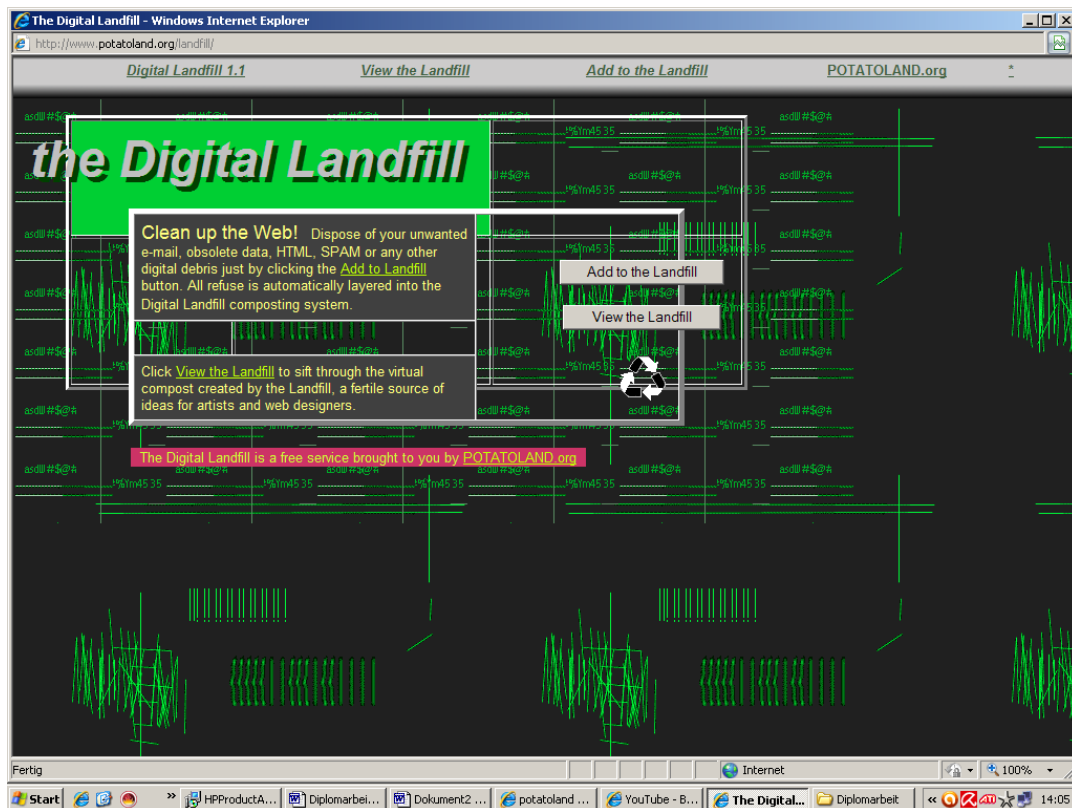 The Digital Landfill - Windows Internet Explorer
http://www.potatoland.org/landfill/
Digital Landfill 1.1 View the Landfill Add to the Landfill POTATOLAND.org *
the Digital Landfill
Clean up the Web! Dispose of your unwanted
e-mail, obsolete data, HTML, SPAM or any other
digital debris just by clicking the Add to Landfill
button. All refuse is automatically layered into the
Digital Landfill composting system.
Add to the Landfill
View the Landfill
Click View the Landfill to sift through the virtual
compost created by the Landfill, a fertile source of
ideas for artists and web designers.
The Digital Landfill is a free service brought to you by POTATOLAND.org
Fertig Internet 100%
Start » HPProductA... Diplomarbei... Dokument2 ... potatoland ... YouTube - B... The Digital... Diplomarbeit « 14:05